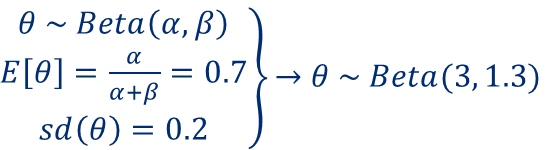 θ ~ Beta(α, β)
E[θ] = α/(α+β) = 0.7 } → θ ~ Beta(3, 1.3)
sd(θ) = 0.2